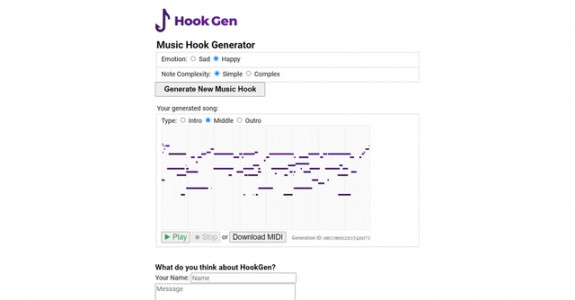 Hook Gen
Music Hook Generator
Emotion: Sad Happy
Note Complexity: Simple Complex
Generate New Music Hook
Your generated song:
Type: Intro Middle Outro
Play Stop or Download MIDI Generation ID:
What do you think about HookGen?
Your Name: Name
Message